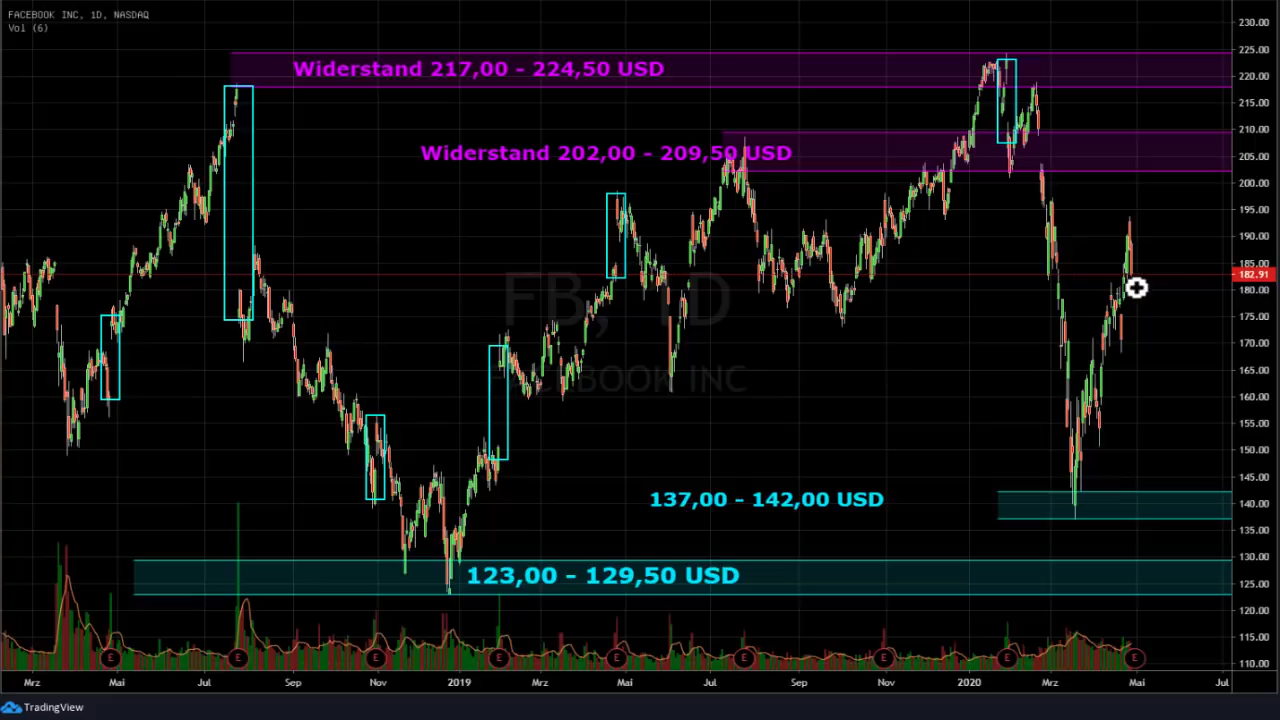 FACEBOOK INC, 1D, NASDAQ
Vol (6)
Widerstand 217,00 - 224,50 USD
Widerstand 202,00 - 209,50 USD
FB, 1D
FACEBOOK INC
137,00 - 142,00 USD
123,00 - 129,50 USD
230.00
225.00
220.00
215.00
210.00
205.00
200.00
195.00
190.00
185.00
182.91
180.00
175.00
170.00
165.00
160.00
155.00
150.00
145.00
140.00
135.00
130.00
125.00
120.00
115.00
110.00
E E E E E E E E E
Mrz Mai Jul Sep Nov 2019 Mrz Mai Jul Sep Nov 2020 Mrz Mai Jul
TradingView